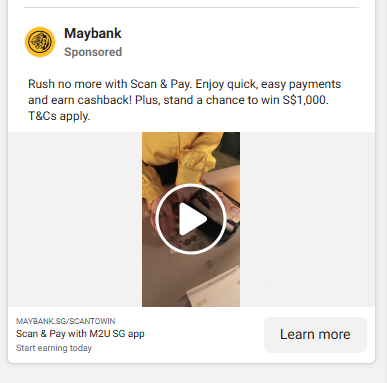 Maybank
Sponsored
Rush no more with Scan & Pay. Enjoy quick, easy payments
and earn cashback! Plus, stand a chance to win S$1,000.
T&Cs apply.
MAYBANK.SG/SCANTOWIN
Scan & Pay with M2U SG app
Start earning today
Learn more